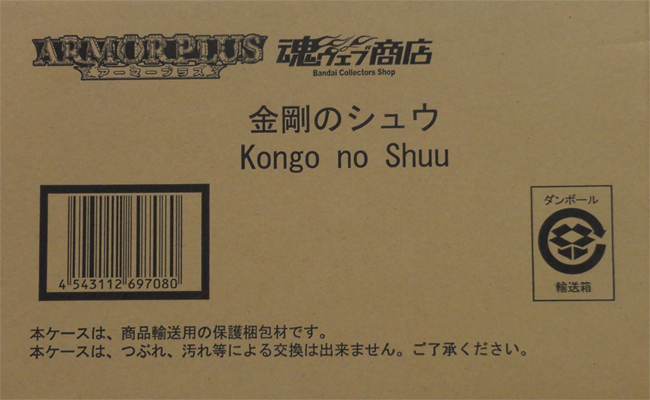 ARMOR PLUS
アーマープラス
魂ウェブ商店
Bandai Collectors Shop
金剛のシュウ
Kongo no Shuu
4 543112 697080
ダンボール
輸送箱
本ケースは、商品輸送用の保護梱包材です。
本ケースは、つぶれ、汚れ等による交換は出来ません。ご了承ください。